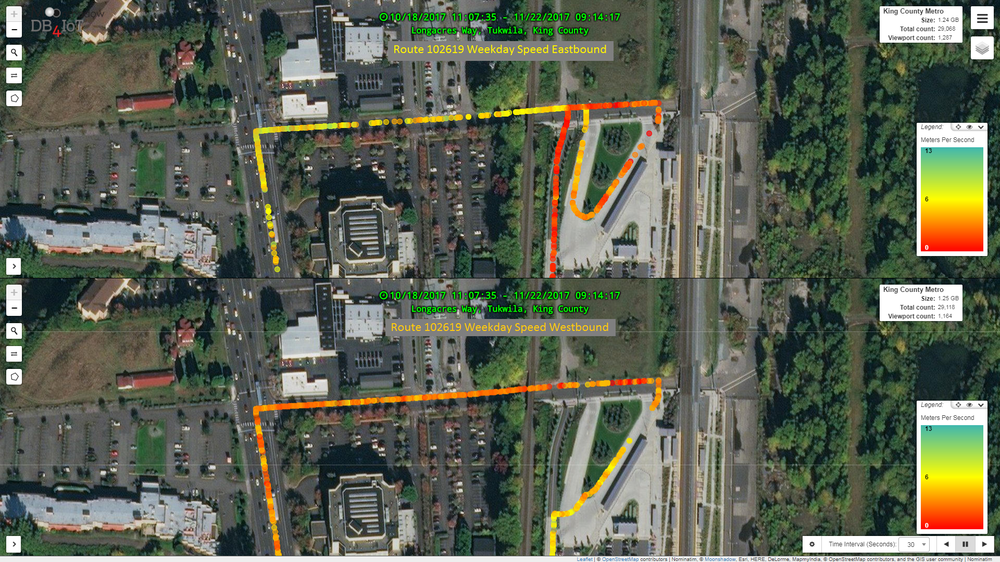 DB4IoT
10/18/2017 11:07:35 - 11/22/2017 09:14:17
Longacres Way, Tukwila, King County
Route 102619 Weekday Speed Eastbound
King County Metro
Size: 1.24 GB
Total count: 29,068
Viewport count: 1,287
Legend:
Meters Per Second
13
6
0
10/18/2017 11:07:35 - 11/22/2017 09:14:17
Longacres Way, Tukwila, King County
Route 102619 Weekday Speed Westbound
King County Metro
Size: 1.25 GB
Total count: 29,118
Viewport count: 1,164
Legend:
Meters Per Second
13
6
0
Time Interval (Seconds): 30
Leaflet | © OpenStreetMap contributors | Nominatim, © Moonshadow, Esri, HERE, DeLorme, MapmyIndia, © OpenStreetMap contributors, and the GIS user community | Nominatim